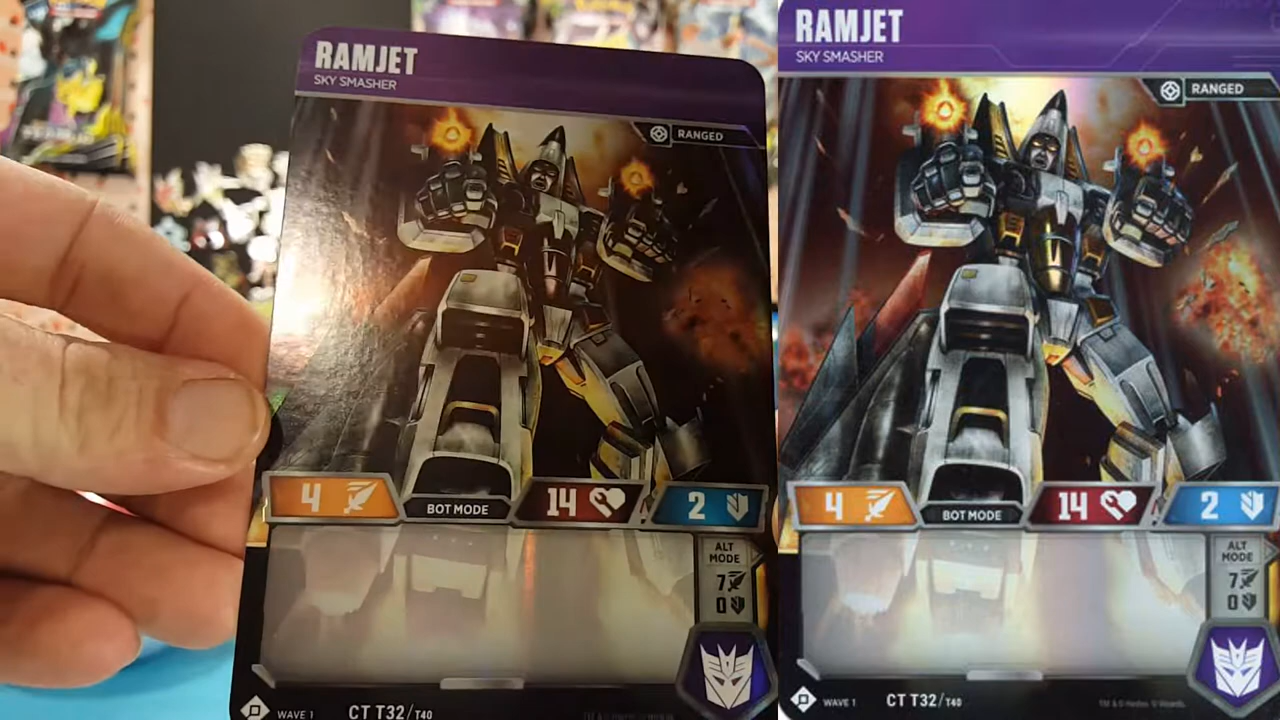 RAMJET
SKY SMASHER
RANGED
4
BOT MODE
14
2
ALT
MODE
7
0
WAVE 1
CT T32/T40
RAMJET
SKY SMASHER
RANGED
4
BOT MODE
14
2
ALT
MODE
7
0
WAVE 1
CT T32/T40